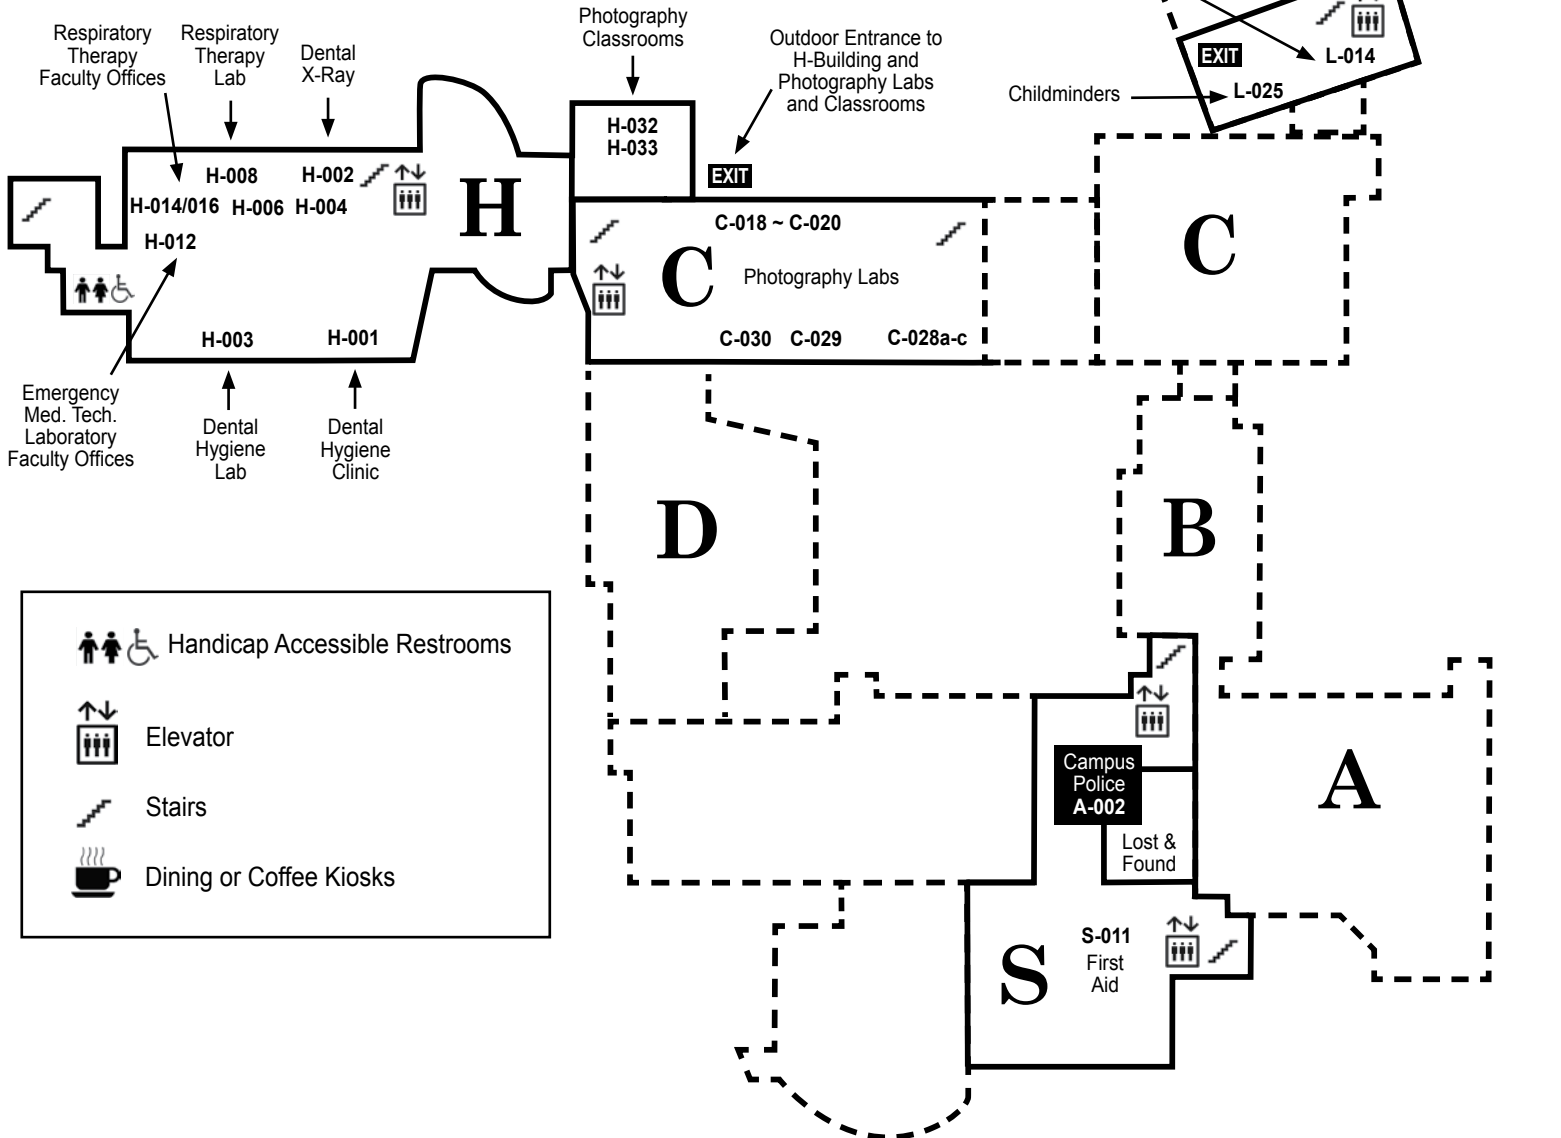 Respiratory
Therapy
Faculty Offices
Respiratory
Therapy
Lab
Dental
X-Ray
Photography
Classrooms
Outdoor Entrance to
H-Building and
Photography Labs
and Classrooms
Childminders
EXIT
L-014
L-025
H-032
H-033
EXIT
H-008
H-002
H-014/016
H-006
H-004
H-012
H
H-003
H-001
C-018 ~ C-020
C
Photography Labs
C-030
C-029
C-028a-c
C
Emergency
Med. Tech.
Laboratory
Faculty Offices
Dental
Hygiene
Lab
Dental
Hygiene
Clinic
D
B
Handicap Accessible Restrooms
Elevator
Stairs
Dining or Coffee Kiosks
Campus
Police
A-002
Lost &
Found
A
S
S-011
First
Aid